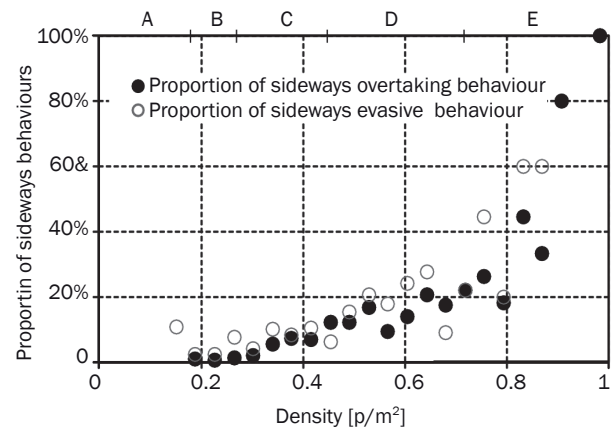 A B C D E
100%
Proportion of sideways overtaking behaviour
80%
Proportion of sideways evasive behaviour
60&
40%
20%
0
Proportin of sideways behaviours
0 0.2 0.4 0.6 0.8 1
Density [p/m²]